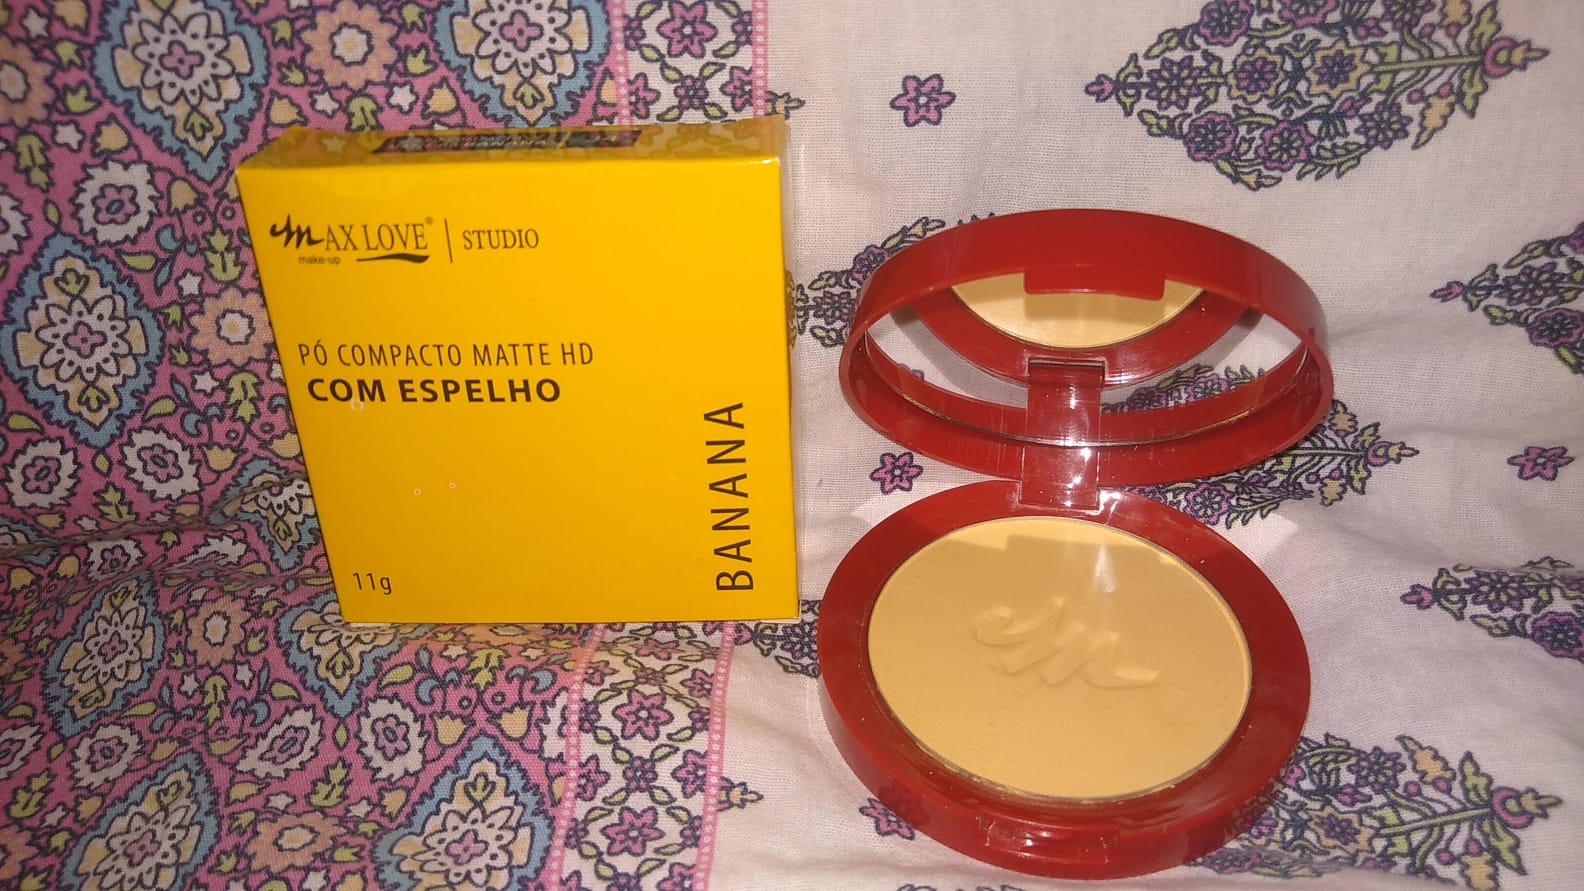 MAX LOVE® | STUDIO
make-up
PÓ COMPACTO MATTE HD
COM ESPELHO
BANANA
11g